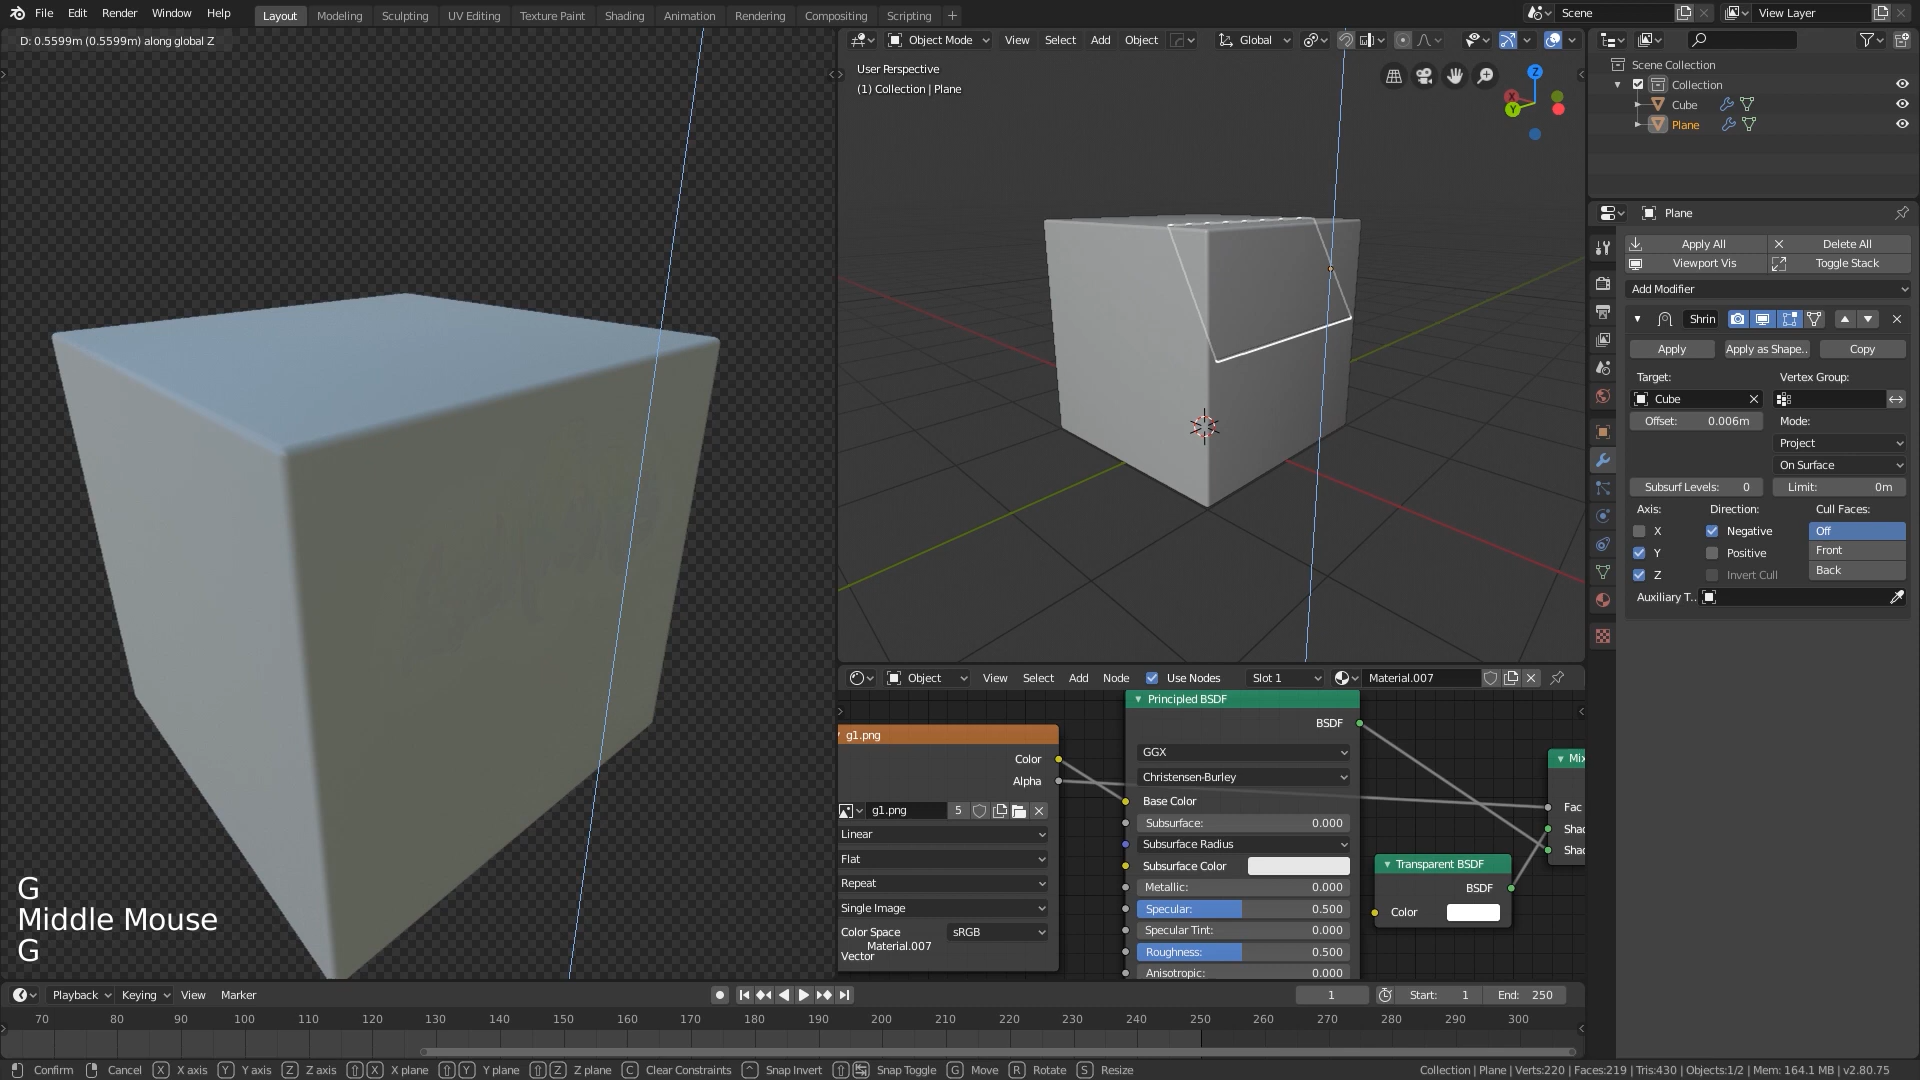 File Edit Render Window Help Layout Modeling Sculpting UV Editing Texture Paint Shading Animation Rendering Compositing Scripting + Scene View Layer
D: 0.5599m (0.5599m) along global Z
Object Mode View Select Add Object Global
User Perspective
(1) Collection | Plane
Z
X
Y
Scene Collection
Collection
Cube
Plane
Plane
Apply All Delete All
Viewport Vis Toggle Stack
Add Modifier
Shrin
Apply Apply as Shape.. Copy
Target: Vertex Group:
Cube
Offset: 0.006m Mode:
Project
On Surface
Subsurf Levels: 0 Limit: 0m
Axis: Direction: Cull Faces:
X Negative Off
Y Positive Front
Z Invert Cull Back
Auxiliary T..
Object View Select Add Node Use Nodes Slot 1 Material.007
g1.png
Color
Alpha
g1.png 5
Linear
Flat
Repeat
Single Image
Color Space sRGB
Material.007
Vector
Principled BSDF
BSDF
GGX
Christensen-Burley
Base Color
Subsurface: 0.000
Subsurface Radius
Subsurface Color
Metallic: 0.000
Specular: 0.500
Specular Tint: 0.000
Roughness: 0.500
Anisotropic: 0.000
Transparent BSDF
BSDF
Color
Mix
Fac
Shac
Shac
G
Middle Mouse
G
Playback Keying View Marker 1 Start: 1 End: 250
70 80 90 100 110 120 130 140 150 160 170 180 190 200 210 220 230 240 250 260 270 280 290 300
Confirm Cancel X X axis Y Y axis Z Z axis X X plane Y Y plane Z Z plane C Clear Constraints ^ Snap Invert Snap Toggle G Move R Rotate S Resize Collection | Plane | Verts:220 | Faces:219 | Tris:430 | Objects:1/2 | Mem: 164.1 MB | v2.80.75